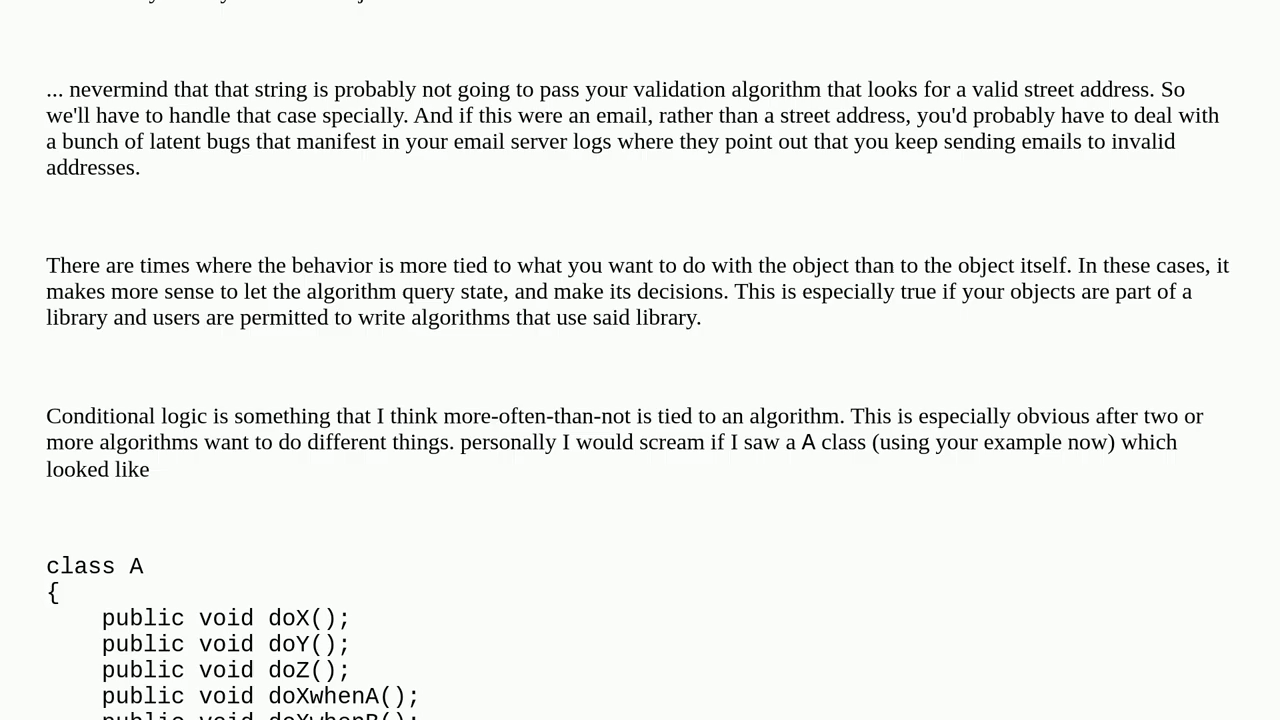 ... nevermind that that string is probably not going to pass your validation algorithm that looks for a valid street address. So
we'll have to handle that case specially. And if this were an email, rather than a street address, you'd probably have to deal with
a bunch of latent bugs that manifest in your email server logs where they point out that you keep sending emails to invalid
addresses.
There are times where the behavior is more tied to what you want to do with the object than to the object itself. In these cases, it
makes more sense to let the algorithm query state, and make its decisions. This is especially true if your objects are part of a
library and users are permitted to write algorithms that use said library.
Conditional logic is something that I think more-often-than-not is tied to an algorithm. This is especially obvious after two or
more algorithms want to do different things. personally I would scream if I saw a A class (using your example now) which
looked like
class A
{
    public void doX();
    public void doY();
    public void doZ();
    public void doXwhenA();